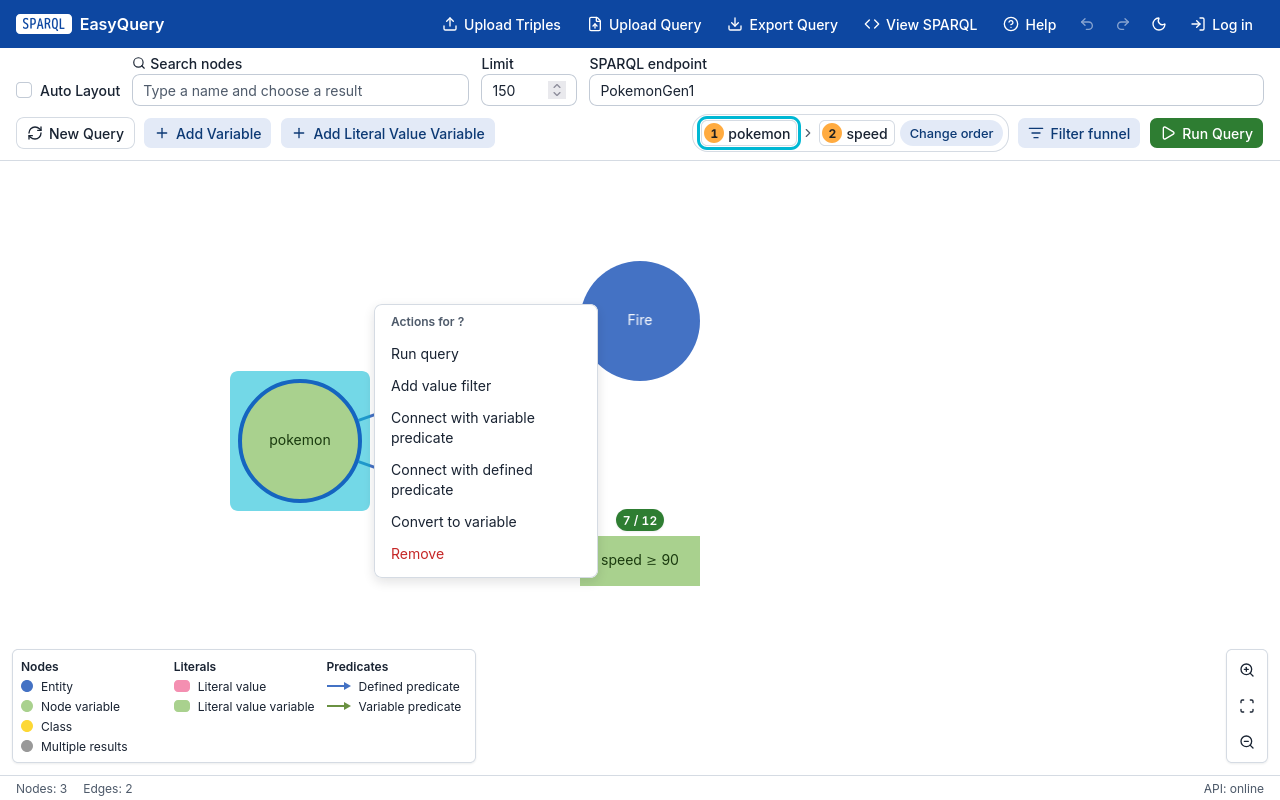 SPARQL EasyQuery Upload Triples Upload Query Export Query View SPARQL Help Log in
Search nodes Limit SPARQL endpoint
Auto Layout Type a name and choose a result 150 PokemonGen1
New Query Add Variable Add Literal Value Variable 1 pokemon 2 speed Change order Filter funnel Run Query
Fire
Actions for ?
Run query
Add value filter
Connect with variable
predicate
pokemon
Connect with defined
predicate
Convert to variable
Remove
7 / 12
speed ≥ 90
Nodes Literals Predicates
Entity Literal value Defined predicate
Node variable Literal value variable Variable predicate
Class
Multiple results
Nodes: 3 Edges: 2 API: online